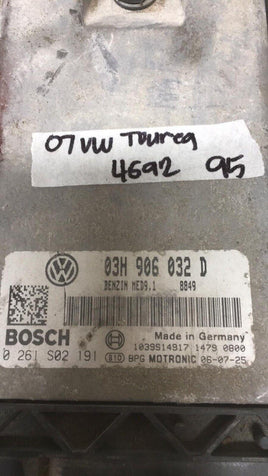 07 VW Toureg
4692 95
03H 906 032 D
BENZIN MED9.1 8849
BOSCH
Made in Germany
0 261 S02 191
1039S14917 1479 0800
BPG MOTRONIC 06-07-25